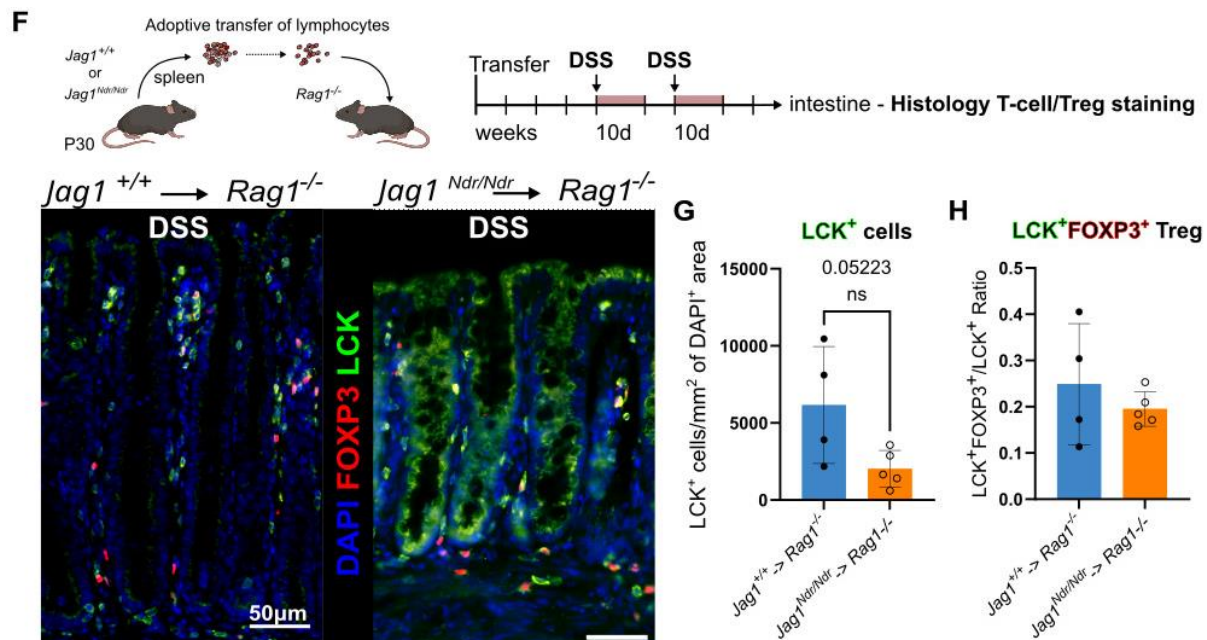 F
Adoptive transfer of lymphocytes
Jag1+/+
or
Jag1Ndr/Ndr
spleen
Rag1-/-
P30
Transfer
DSS DSS
weeks 10d 10d
intestine - Histology T-cell/Treg staining
Jag1 +/+ Rag1-/-
Jag1 Ndr/Ndr Rag1-/-
DSS
DSS
DAPI FOXP3 LCK
50µm
G
LCK+ cells
0.05223
ns
LCK+ cells/mm2 of DAPI+ area
15000
10000
5000
0
Jag1+/+ -> Rag1-/-
Jag1Ndr/Ndr -> Rag1-/-
H
LCK+FOXP3+ Treg
LCK+FOXP3+/LCK+ Ratio
0.5
0.4
0.3
0.2
0.1
0.0
Jag1+/+ -> Rag1-/-
Jag1Ndr/Ndr -> Rag1-/-